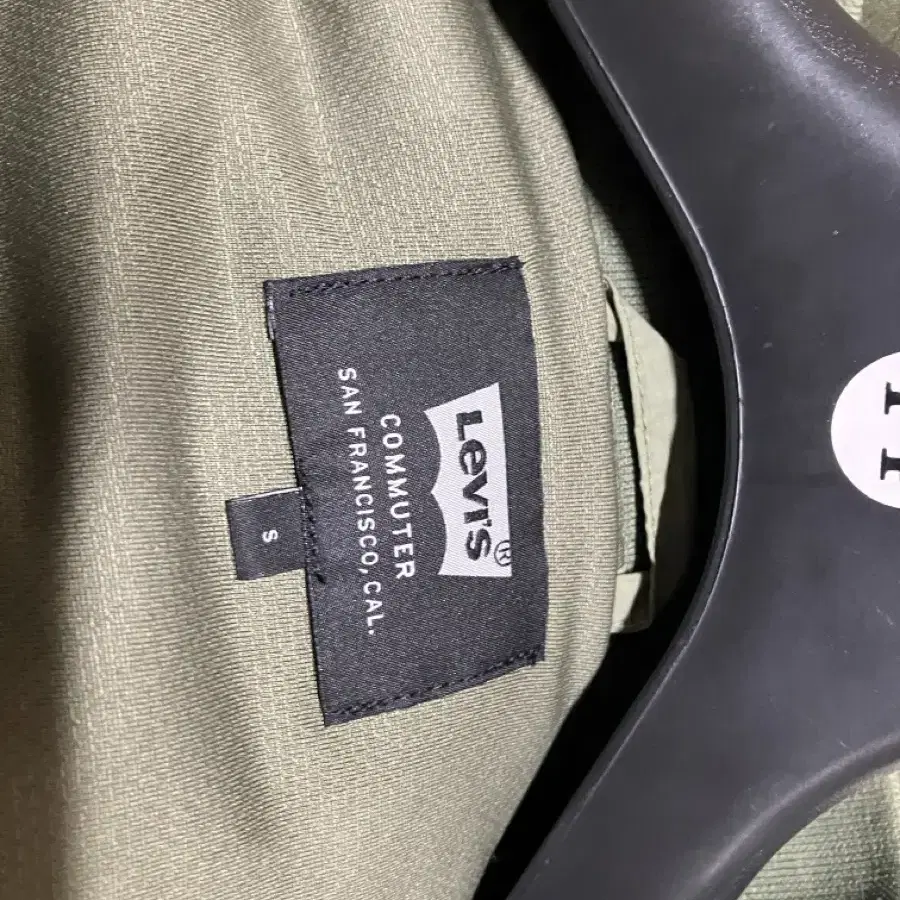 Levi's®
COMMUTER
SAN FRANCISCO, CAL.
S